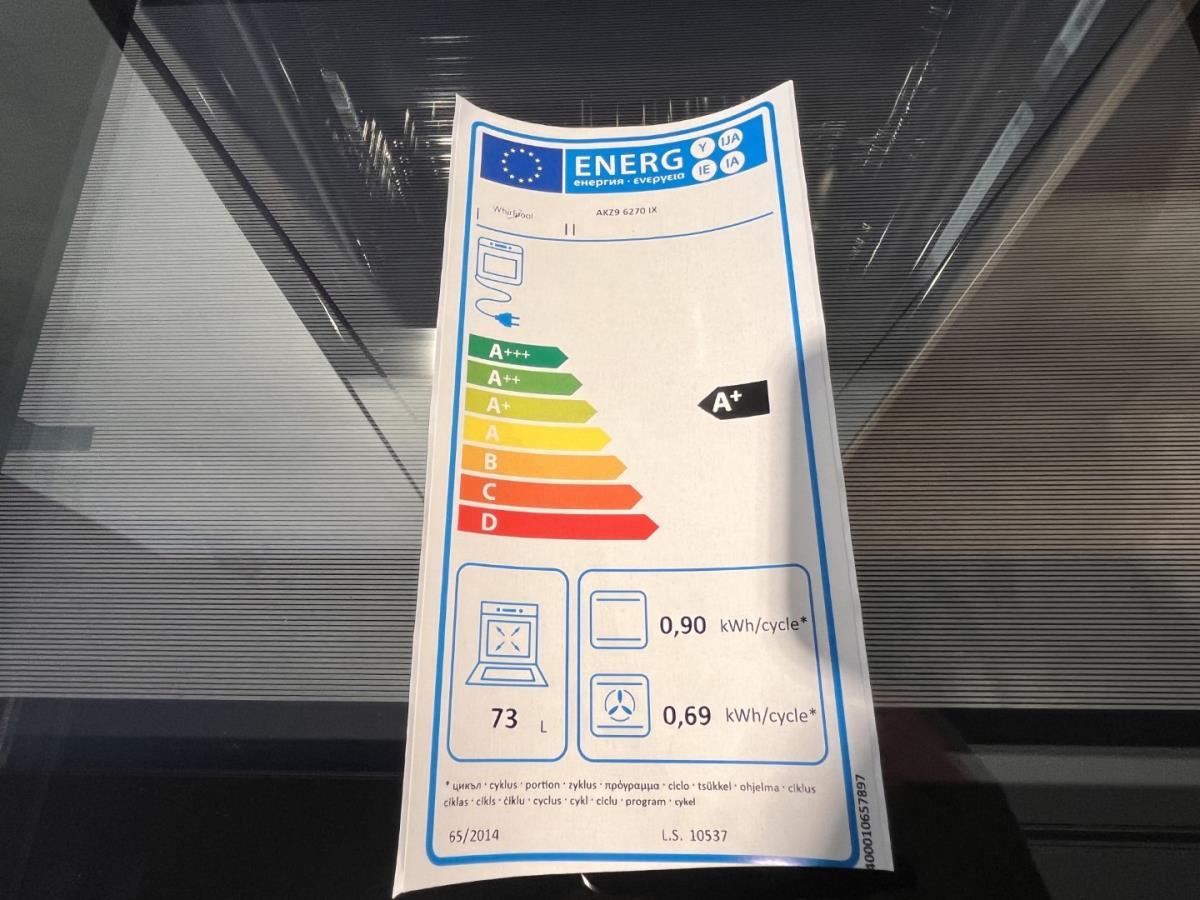 ENERG Y IJA
енергия · ενεργεια IE IA
I Whirlpool AKZ9 6270 IX
II
A+++
A++
A+
A+
A
B
C
D
0,90 kWh/cycle*
73 L
0,69 kWh/cycle*
* цикъл · cyklus · portion · zyklus · πρόγραμμα · ciclo · tsükkel · ohjelma · ciklus
ciklas · cikls · ċiklu · cyclus · cykl · ciclu · program · cykel
65/2014 L.S. 10537
400010657897